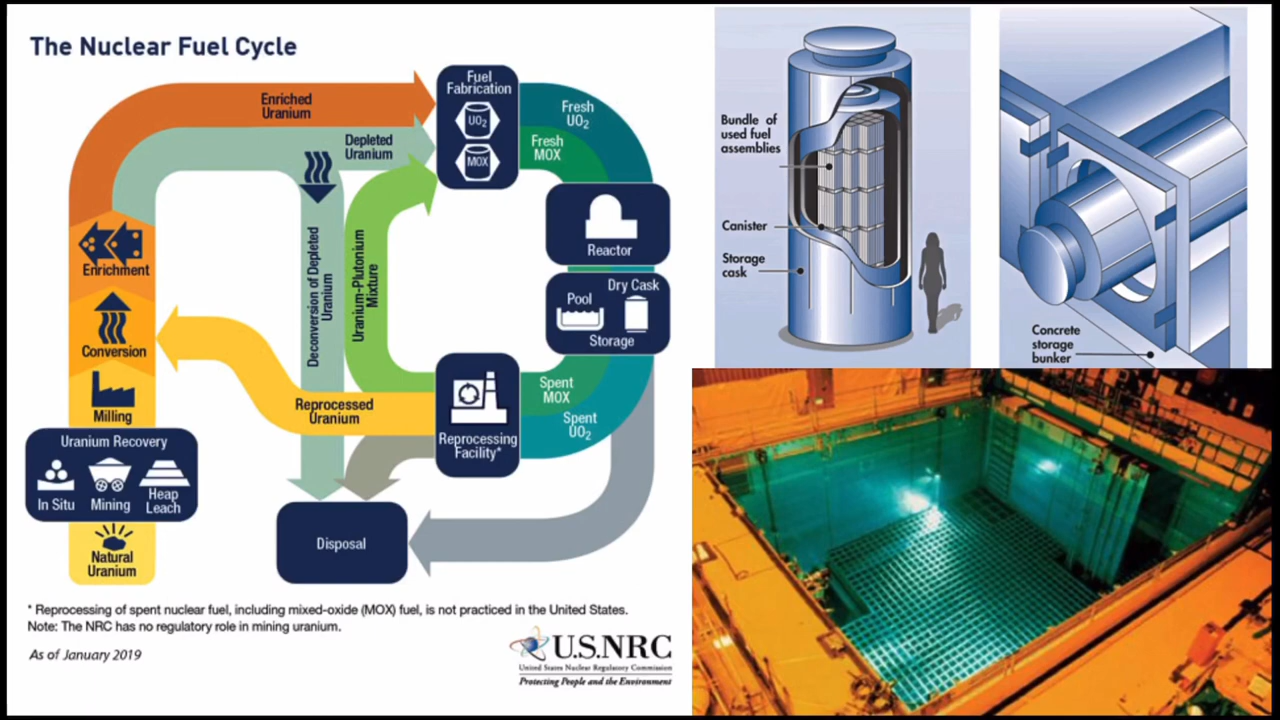 The Nuclear Fuel Cycle
Enriched
Uranium
Depleted
Uranium
Fuel
Fabrication
UO2
MOX
Fresh
UO2
Fresh
MOX
Reactor
Dry Cask
Pool
Storage
Spent
MOX
Spent
UO2
Reprocessing
Facility*
Uranium-Plutonium
Mixture
Deconversion of Depleted
Uranium
Reprocessed
Uranium
Enrichment
Conversion
Milling
Uranium Recovery
In Situ
Mining
Heap
Leach
Natural
Uranium
Disposal
* Reprocessing of spent nuclear fuel, including mixed-oxide (MOX) fuel, is not practiced in the United States.
Note: The NRC has no regulatory role in mining uranium.
As of January 2019
U.S.NRC
United States Nuclear Regulatory Commission
Protecting People and the Environment
Bundle of
used fuel
assemblies
Canister
Storage
cask
Concrete
storage
bunker